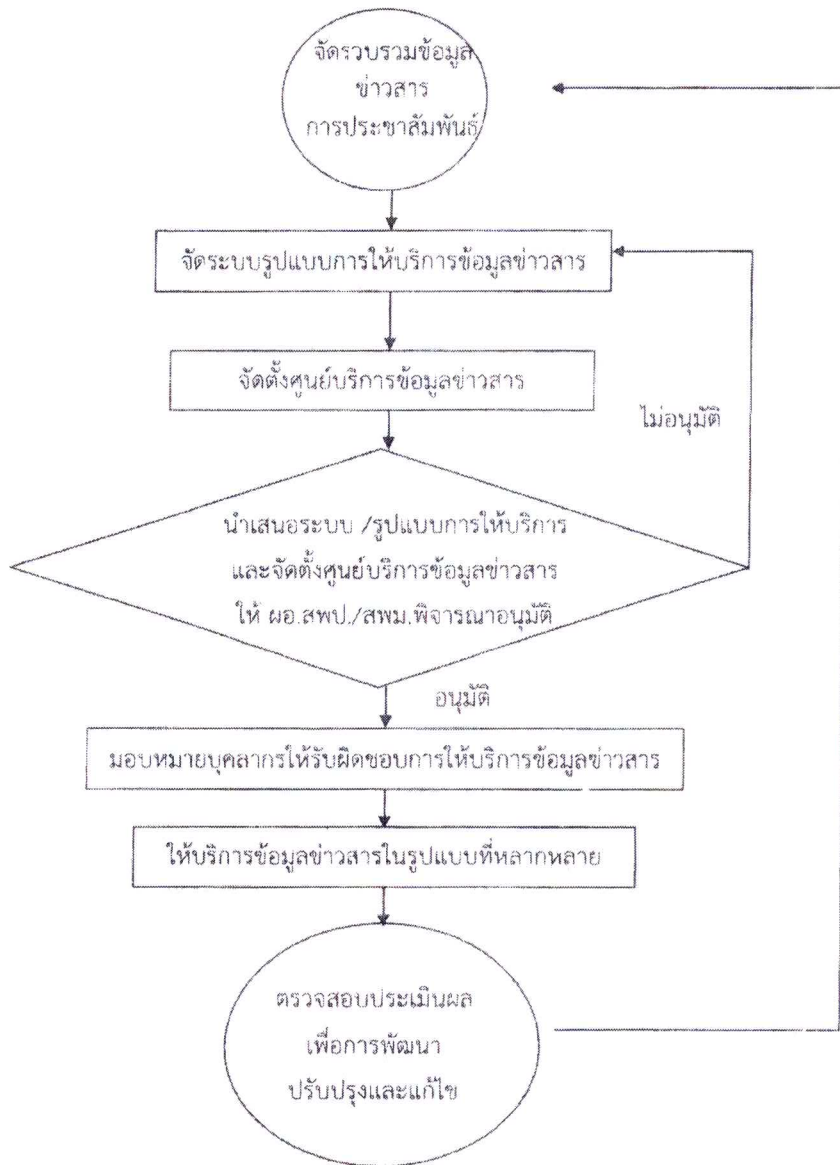 จัดรวบรวมข้อมูล
ข่าวสาร
การประชาสัมพันธ์
จัดระบบรูปแบบการให้บริการข้อมูลข่าวสาร
จัดตั้งศูนย์บริการข้อมูลข่าวสาร
ไม่อนุมัติ
นำเสนอระบบ /รูปแบบการให้บริการ
และจัดตั้งศูนย์บริการข้อมูลข่าวสาร
ให้ ผอ.สพป./สพม.พิจารณาอนุมัติ
อนุมัติ
มอบหมายบุคลากรให้รับผิดชอบการให้บริการข้อมูลข่าวสาร
ให้บริการข้อมูลข่าวสารในรูปแบบที่หลากหลาย
ตรวจสอบประเมินผล
เพื่อการพัฒนา
ปรับปรุงและแก้ไข